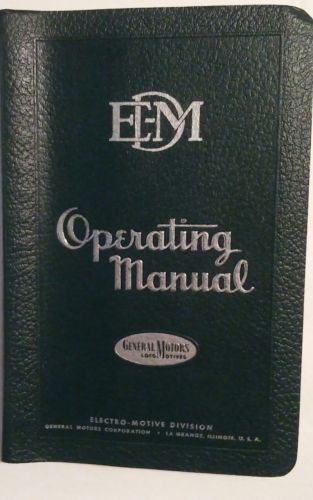 EMD
Operating
Manual
GENERAL MOTORS
LOCOMOTIVES
ELECTRO-MOTIVE DIVISION
GENERAL MOTORS CORPORATION • LA GRANGE, ILLINOIS, U. S. A.